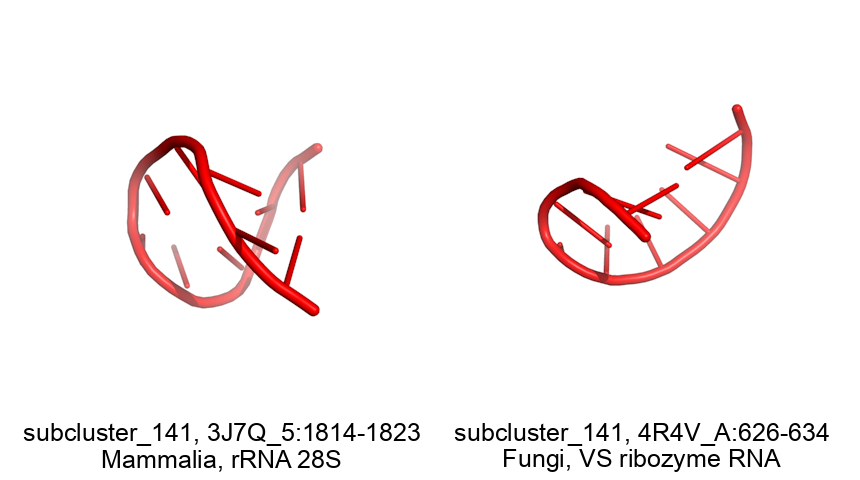 subcluster_141, 3J7Q_5:1814-1823
Mammalia, rRNA 28S
subcluster_141, 4R4V_A:626-634
Fungi, VS ribozyme RNA